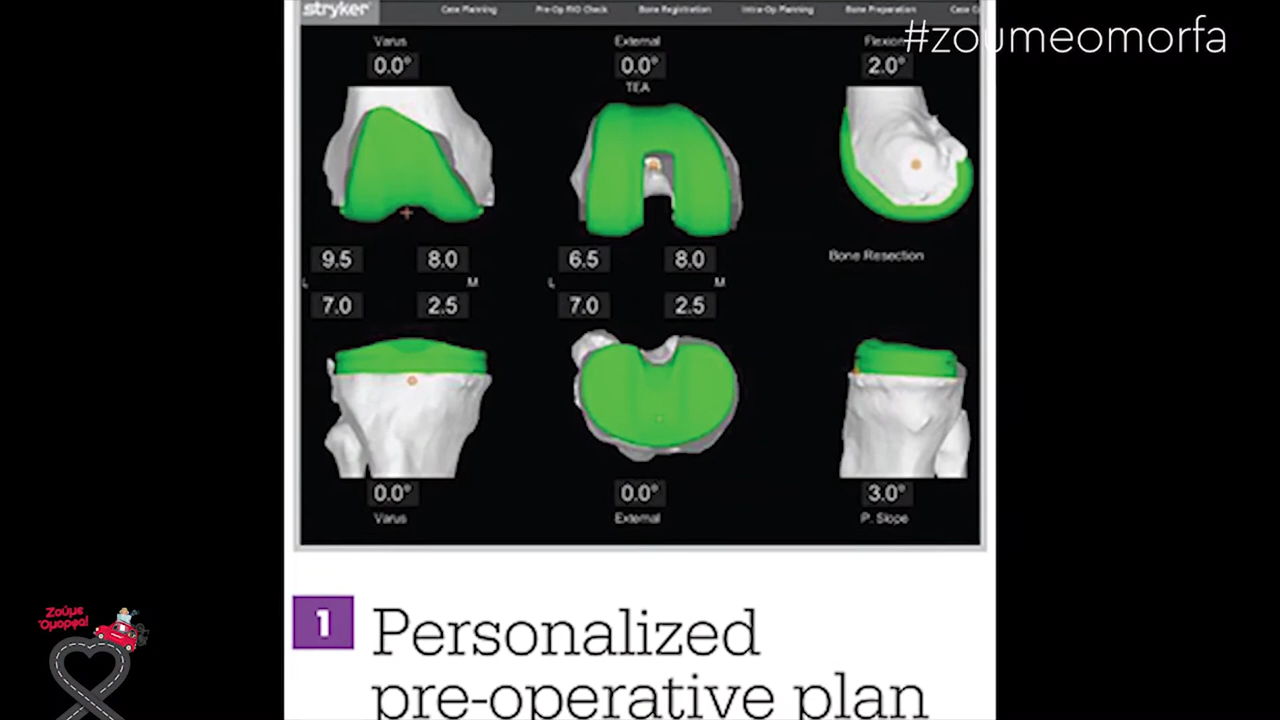 stryker
Case Planning Pre-Op RIO Check Bone Registration Intra-Op Planning Bone Preparation Case
#zoumeomorfa
Varus External Flexion
0.0° 0.0° 2.0°
TEA
9.5 8.0 6.5 8.0
Bone Resection
L M L M
7.0 2.5 7.0 2.5
0.0° 0.0° 3.0°
Varus External P. Slope
Ζούμε
Όμορφα!
1 Personalized
pre-operative plan